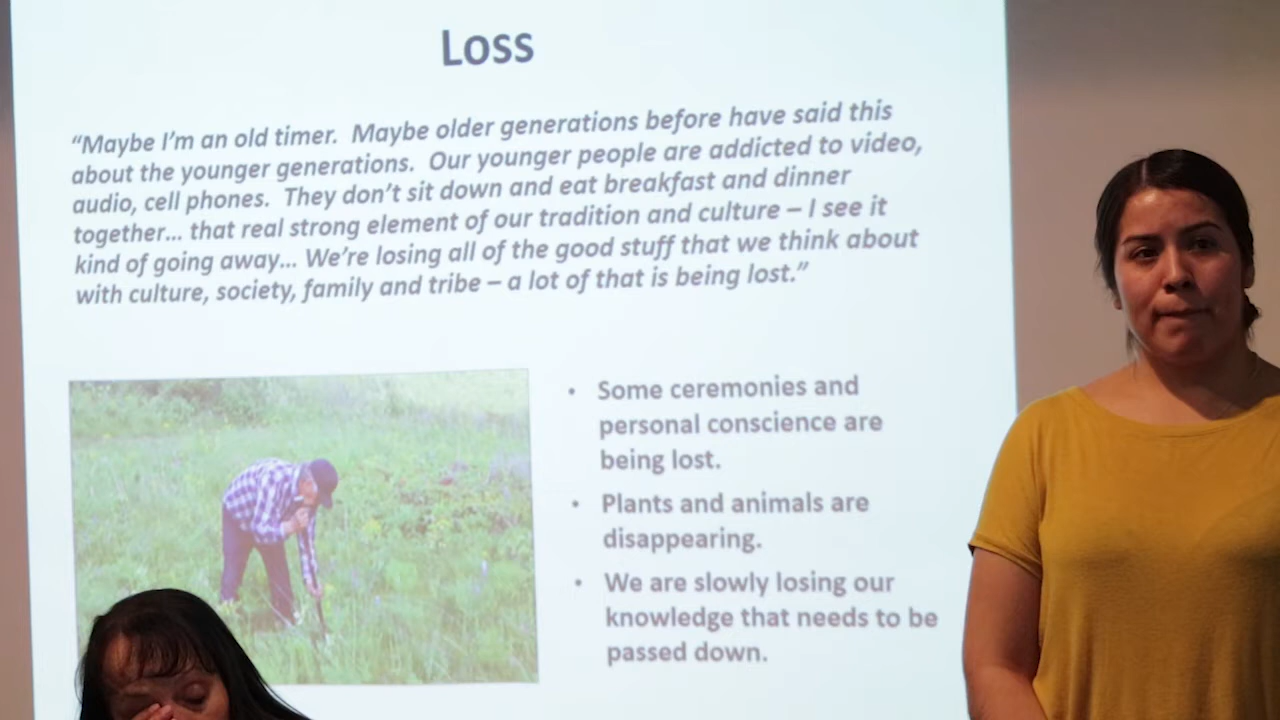 Loss
“Maybe I’m an old timer.  Maybe older generations before have said this
about the younger generations.  Our younger people are addicted to video,
audio, cell phones.  They don’t sit down and eat breakfast and dinner
together... that real strong element of our tradition and culture – I see it
kind of going away... We’re losing all of the good stuff that we think about
with culture, society, family and tribe – a lot of that is being lost.”
• Some ceremonies and
personal conscience are
being lost.
• Plants and animals are
disappearing.
• We are slowly losing our
knowledge that needs to be
passed down.